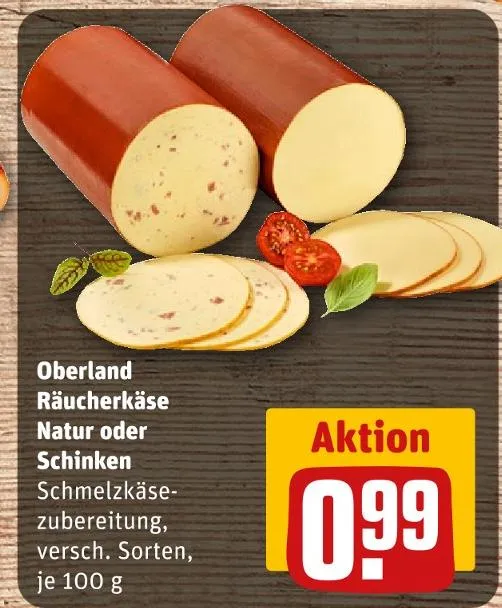 Oberland
Räucherkäse
Natur oder
Schinken
Schmelzkäse-
zubereitung,
versch. Sorten,
je 100 g
Aktion
0.99